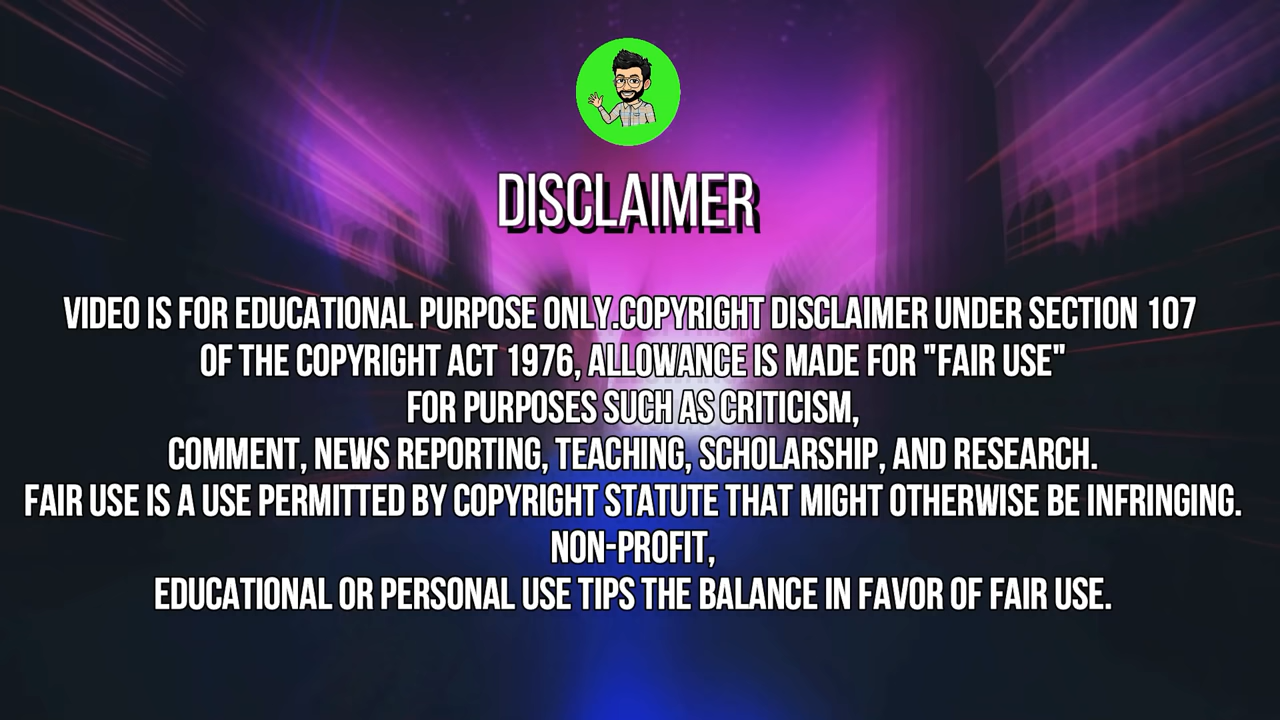 DISCLAIMER
VIDEO IS FOR EDUCATIONAL PURPOSE ONLY.COPYRIGHT DISCLAIMER UNDER SECTION 107
OF THE COPYRIGHT ACT 1976, ALLOWANCE IS MADE FOR "FAIR USE"
FOR PURPOSES SUCH AS CRITICISM,
COMMENT, NEWS REPORTING, TEACHING, SCHOLARSHIP, AND RESEARCH.
FAIR USE IS A USE PERMITTED BY COPYRIGHT STATUTE THAT MIGHT OTHERWISE BE INFRINGING.
NON-PROFIT,
EDUCATIONAL OR PERSONAL USE TIPS THE BALANCE IN FAVOR OF FAIR USE.